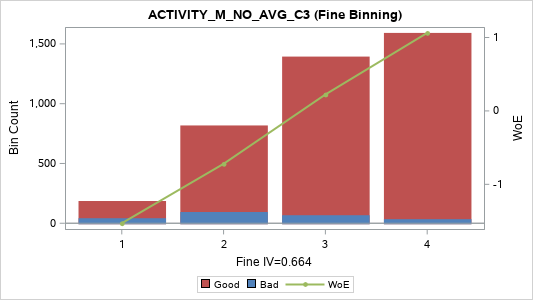 ACTIVITY_M_NO_AVG_C3 (Fine Binning)
1,500
1,000
500
0
Bin Count
1
0
-1
WoE
1 2 3 4
Fine IV=0.664
Good Bad WoE